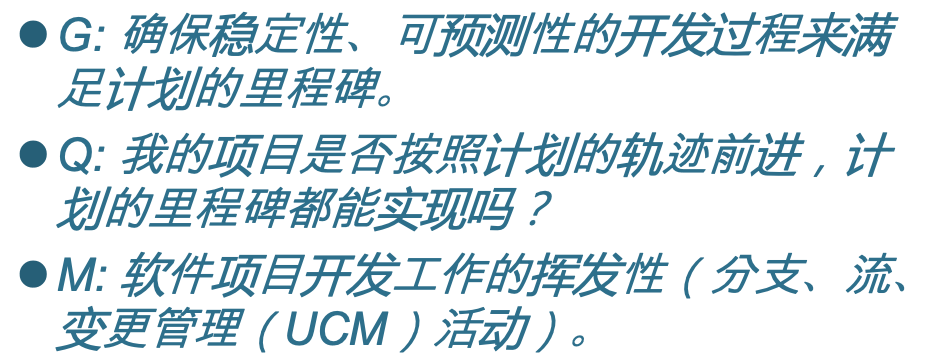 ● G: 确保稳定性、可预测性的开发过程来满
足计划的里程碑。
● Q: 我的项目是否按照计划的轨迹前进，计
划的里程碑都能实现吗？
● M: 软件项目开发工作的挥发性（分支、流、
变更管理（UCM）活动）。